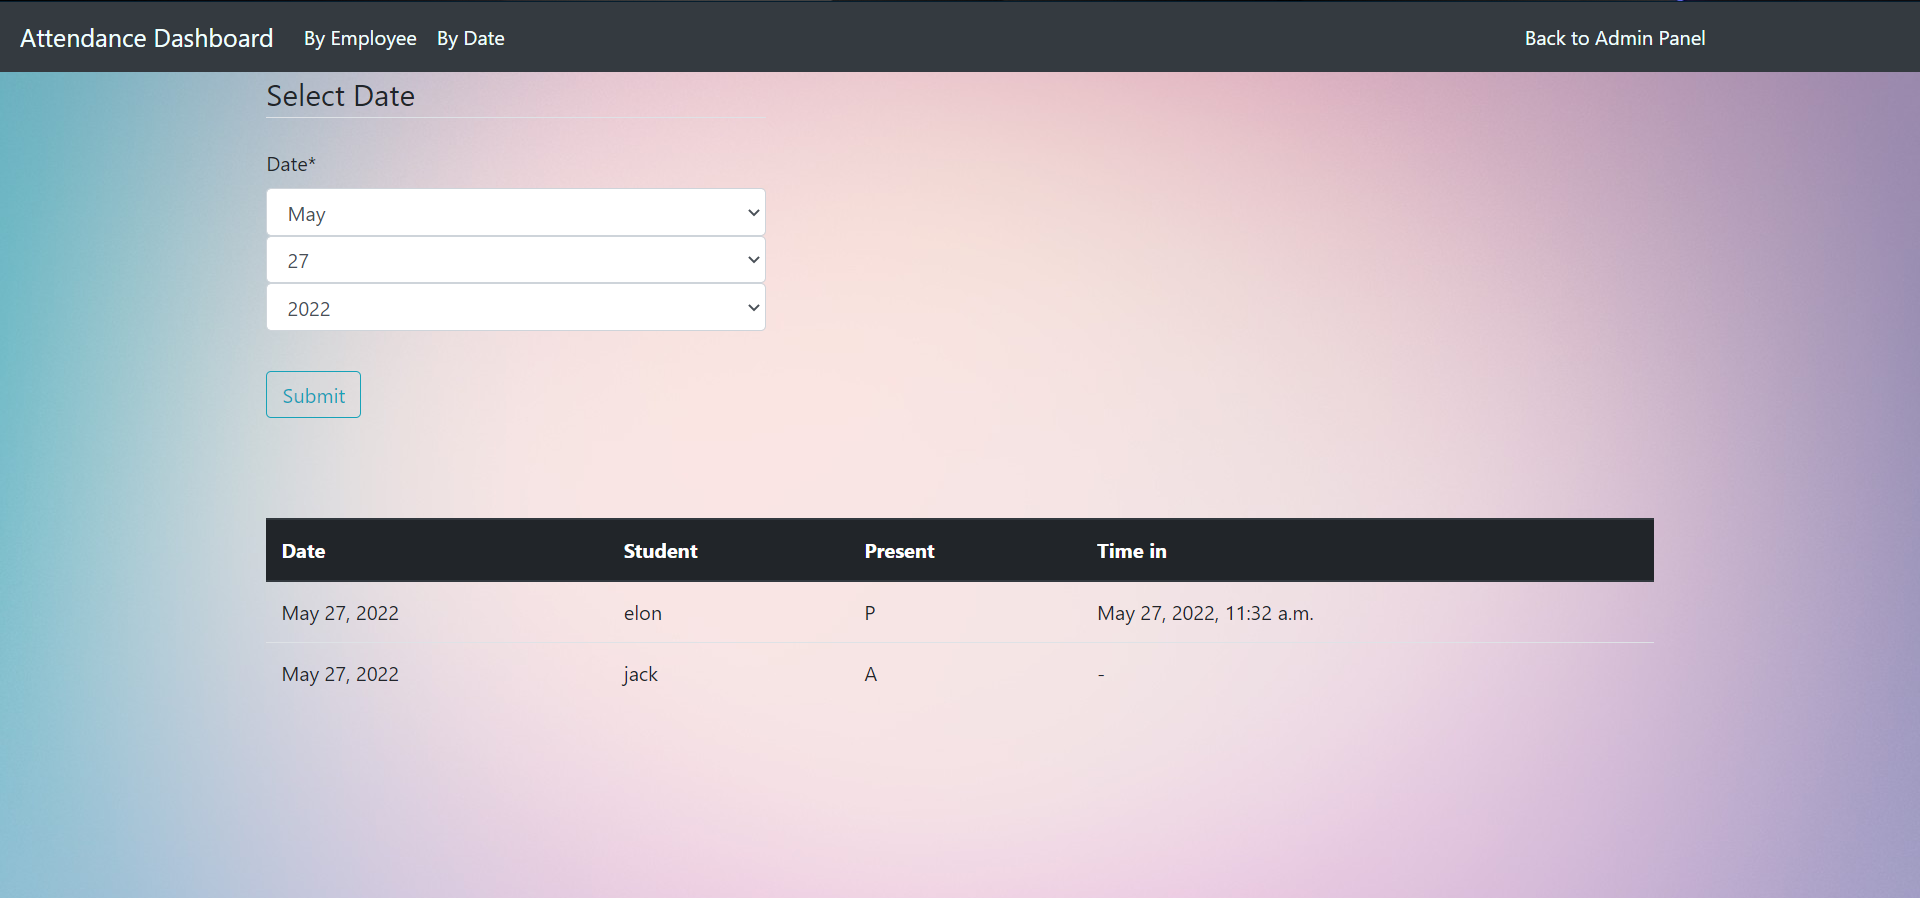 Attendance Dashboard By Employee By Date Back to Admin Panel
Select Date
Date*
May
27
2022
Submit
Date Student Present Time in
May 27, 2022 elon P May 27, 2022, 11:32 a.m.
May 27, 2022 jack A -